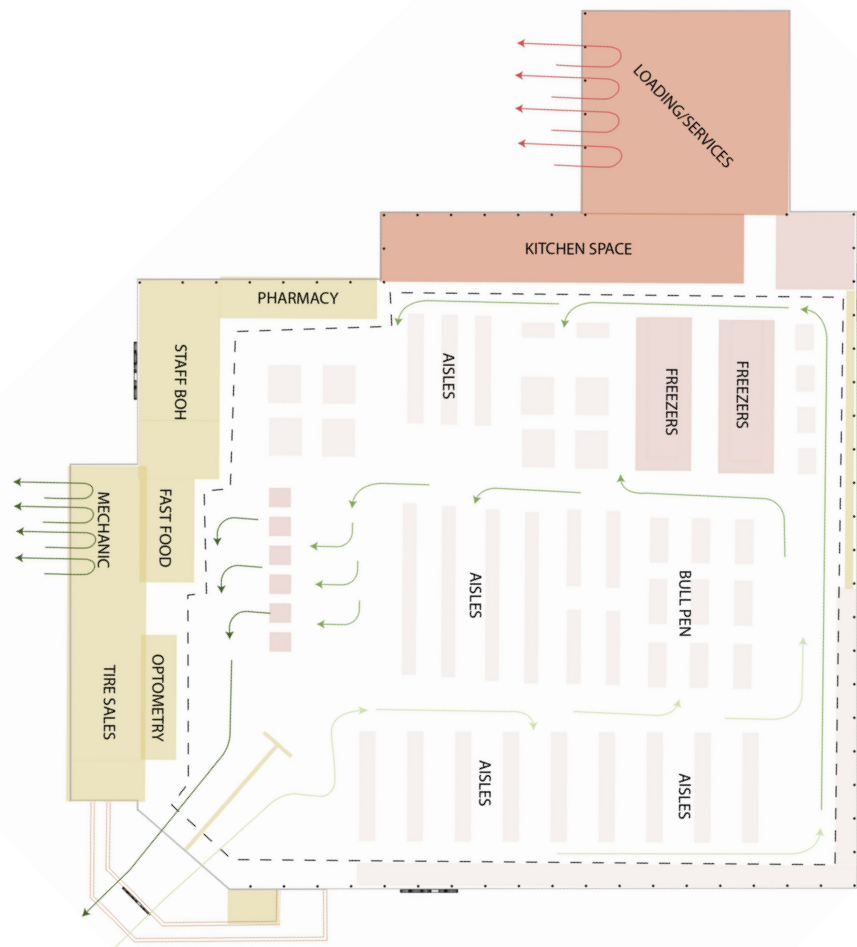 LOADING/SERVICES
KITCHEN SPACE
PHARMACY
STAFF BOH
AISLES
FREEZERS
FREEZERS
MECHANIC
FAST FOOD
AISLES
BULL PEN
TIRE SALES
OPTOMETRY
AISLES
AISLES